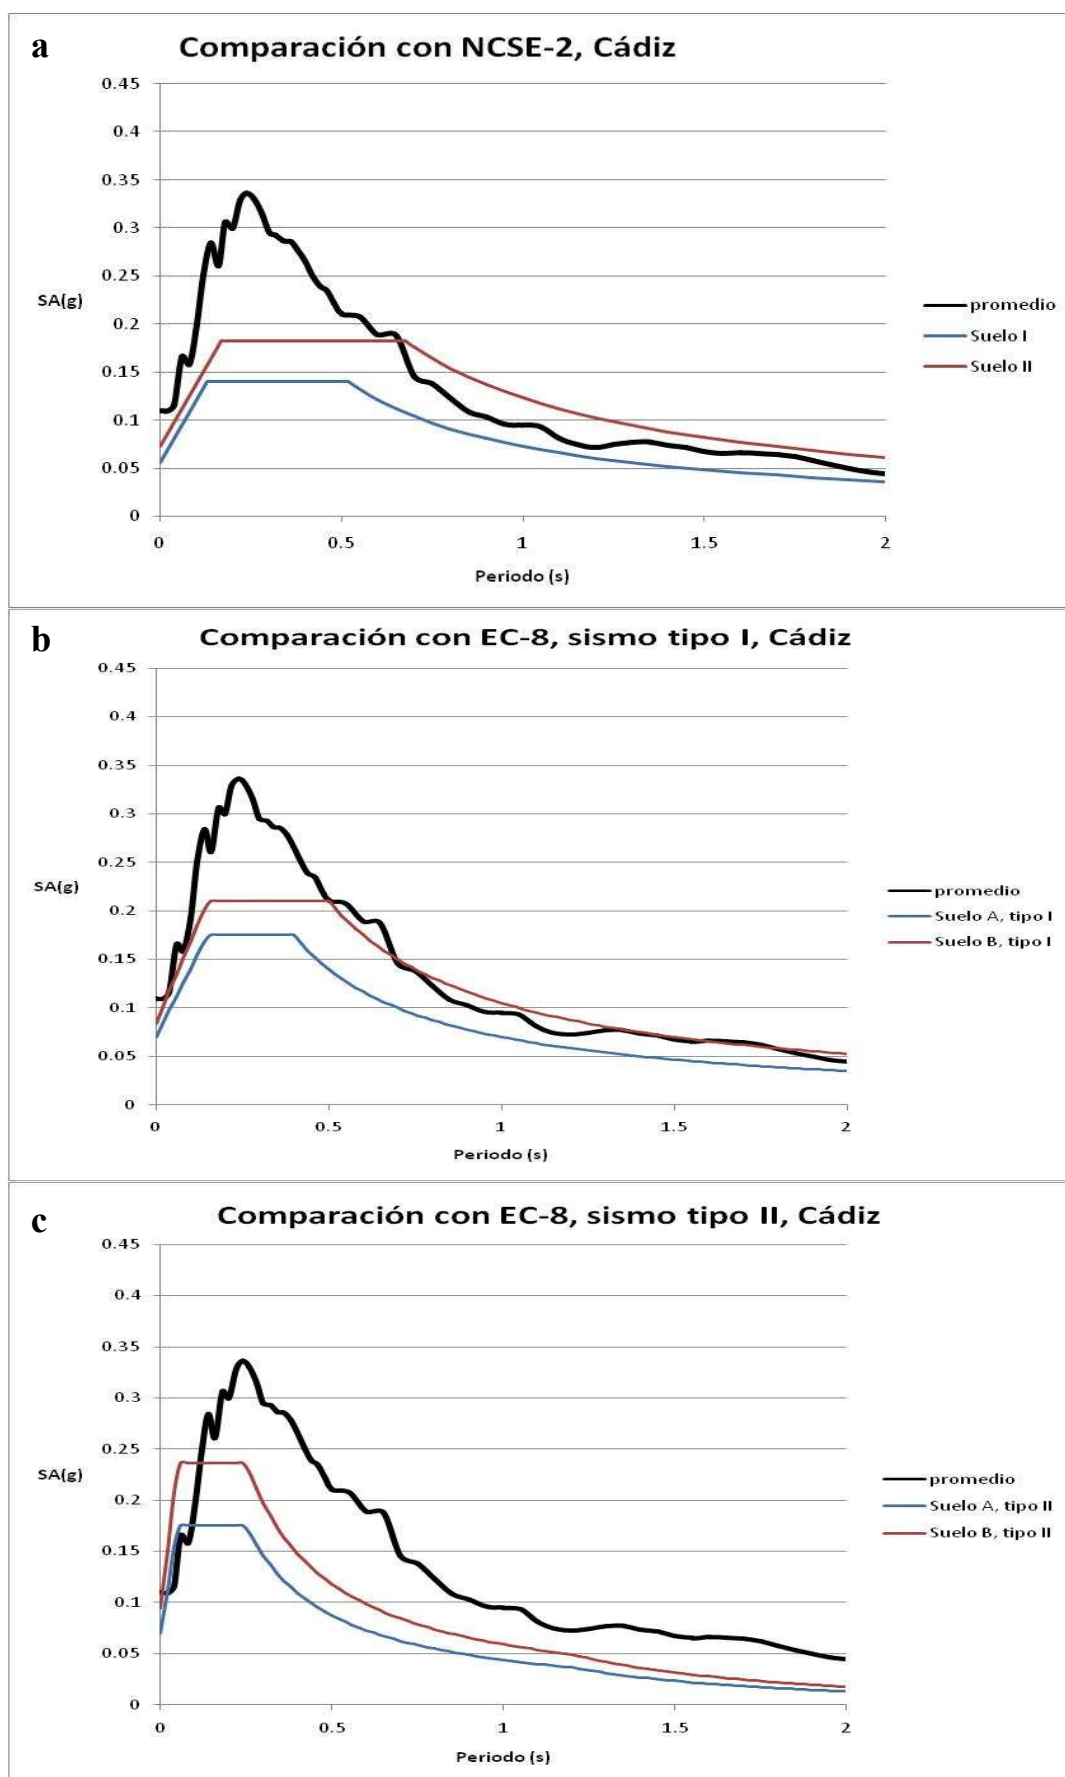 a
Comparación con NCSE-2, Cádiz
0.45
0.4
0.35
0.3
0.25
0.2
0.15
0.1
0.05
0
SA(g)
0 0.5 1 1.5 2
Periodo (s)
promedio
Suelo I
Suelo II
b
Comparación con EC-8, sismo tipo I, Cádiz
0.45
0.4
0.35
0.3
0.25
0.2
0.15
0.1
0.05
0
SA(g)
0 0.5 1 1.5 2
Periodo (s)
promedio
Suelo A, tipo I
Suelo B, tipo I
c
Comparación con EC-8, sismo tipo II, Cádiz
0.45
0.4
0.35
0.3
0.25
0.2
0.15
0.1
0.05
0
SA(g)
0 0.5 1 1.5 2
Periodo (s)
promedio
Suelo A, tipo II
Suelo B, tipo II